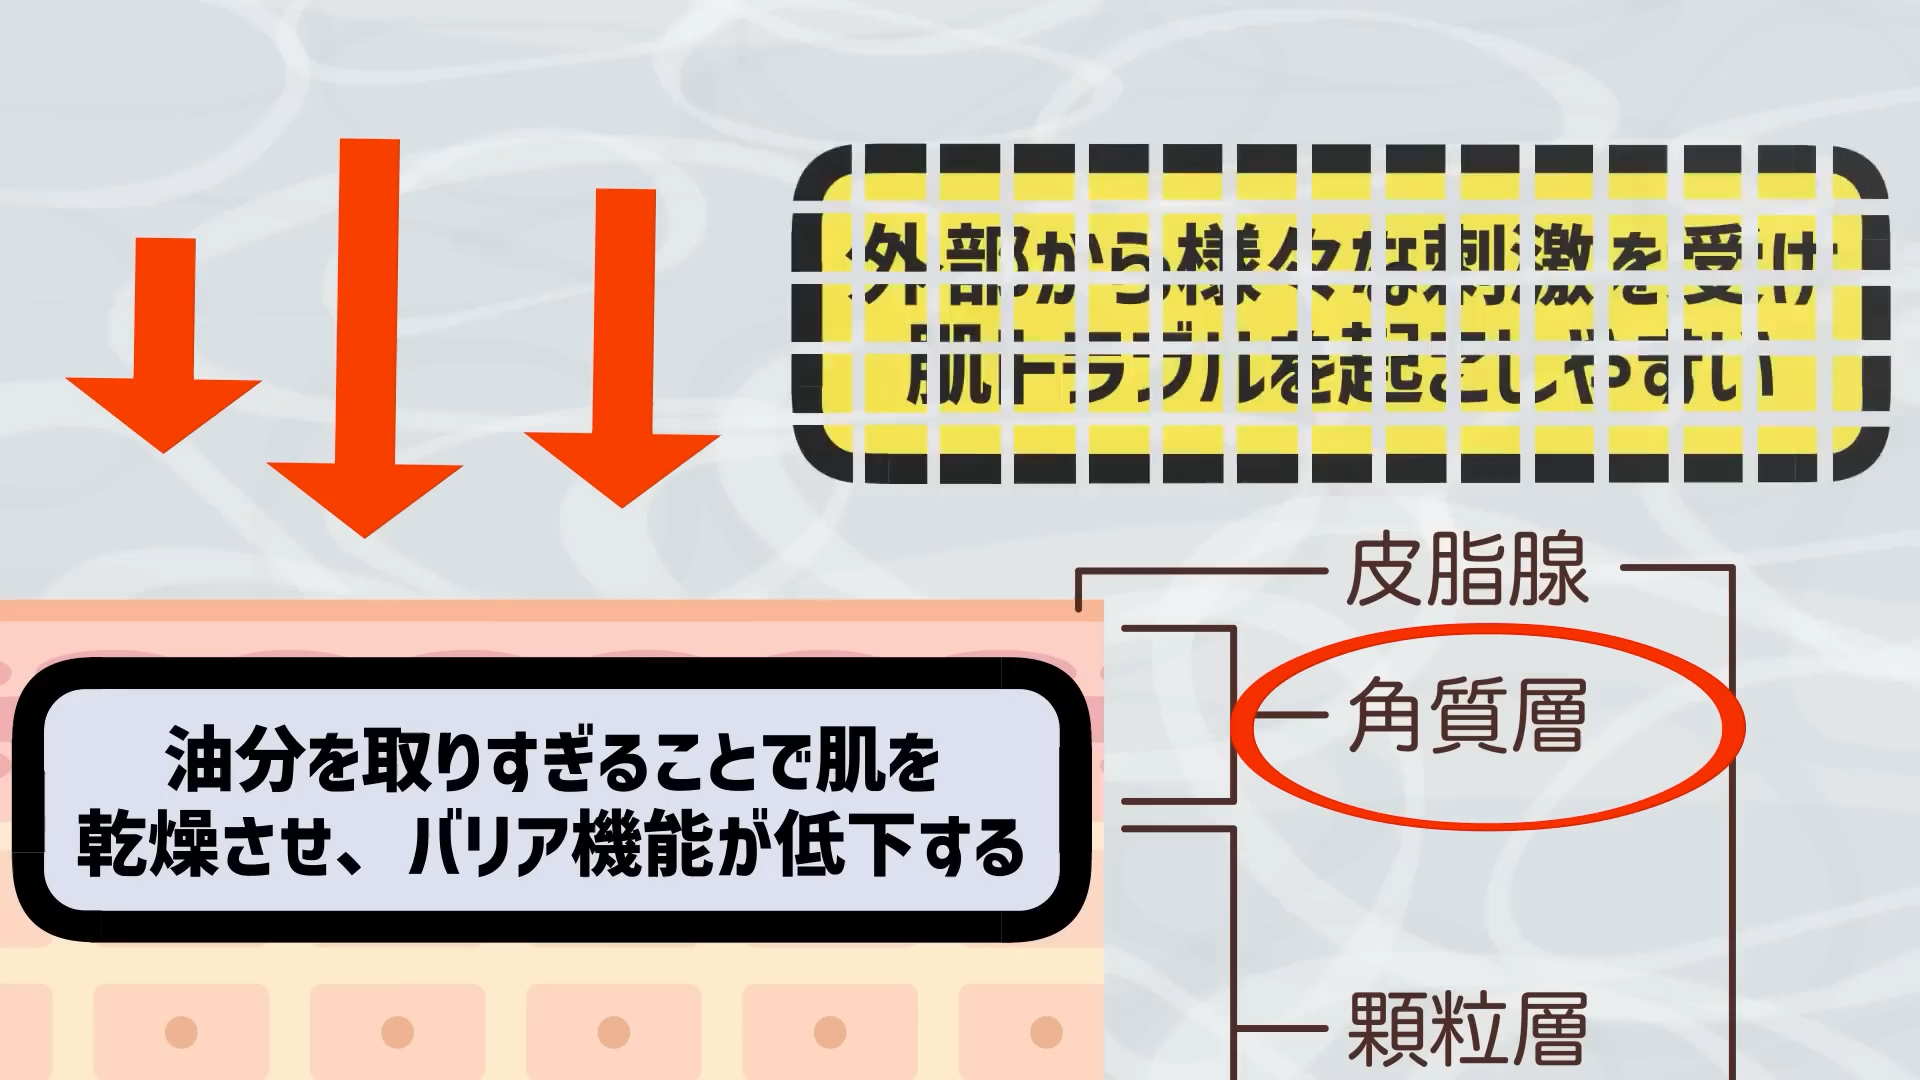 外部から様々な刺激を受け
肌トラブルを起こしやすい
皮脂腺
角質層
油分を取りすぎることで肌を
乾燥させ、バリア機能が低下する
顆粒層